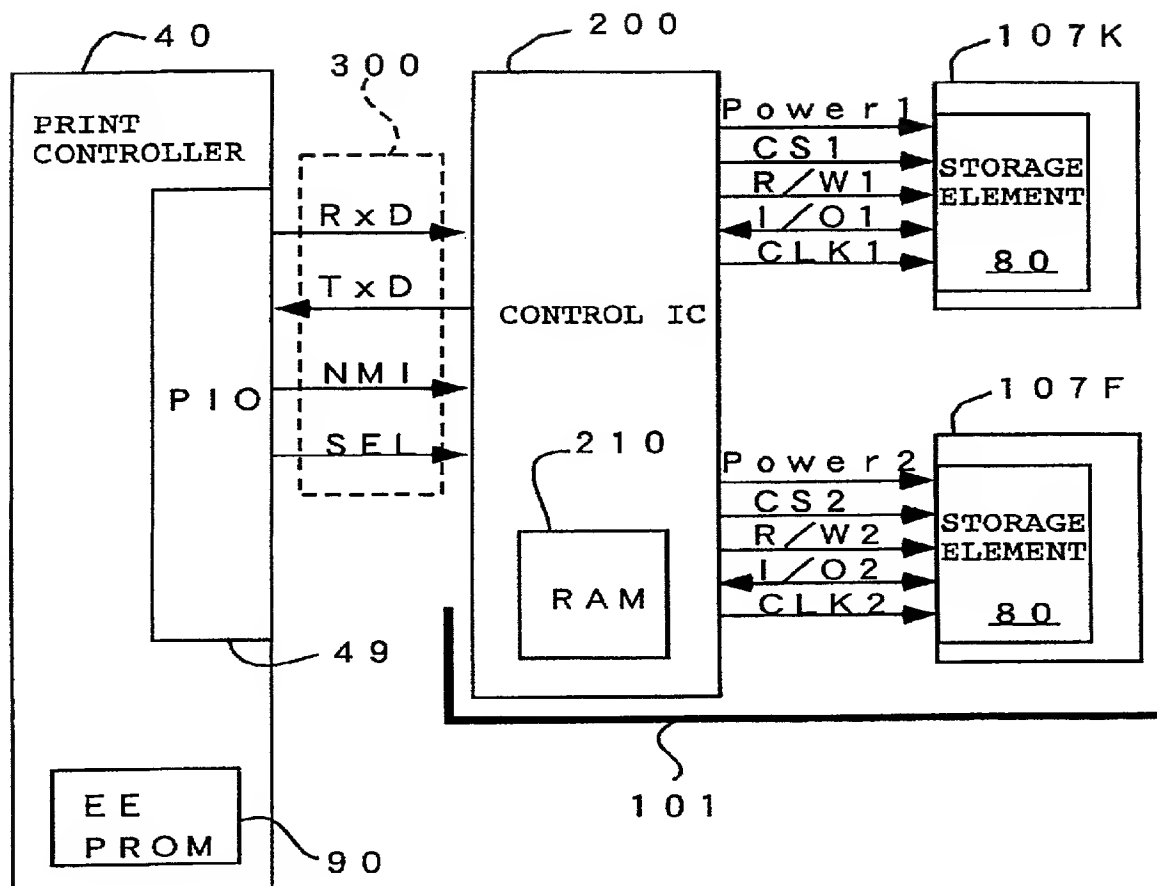 40
PRINT
CONTROLLER
PIO
49
EE
PROM
90
300
RxD
TxD
NMI
SEL
200
CONTROL IC
210
RAM
101
Power1
CS1
R/W1
I/O1
CLK1
107K
STORAGE
ELEMENT
80
Power2
CS2
R/W2
I/O2
CLK2
107F
STORAGE
ELEMENT
80